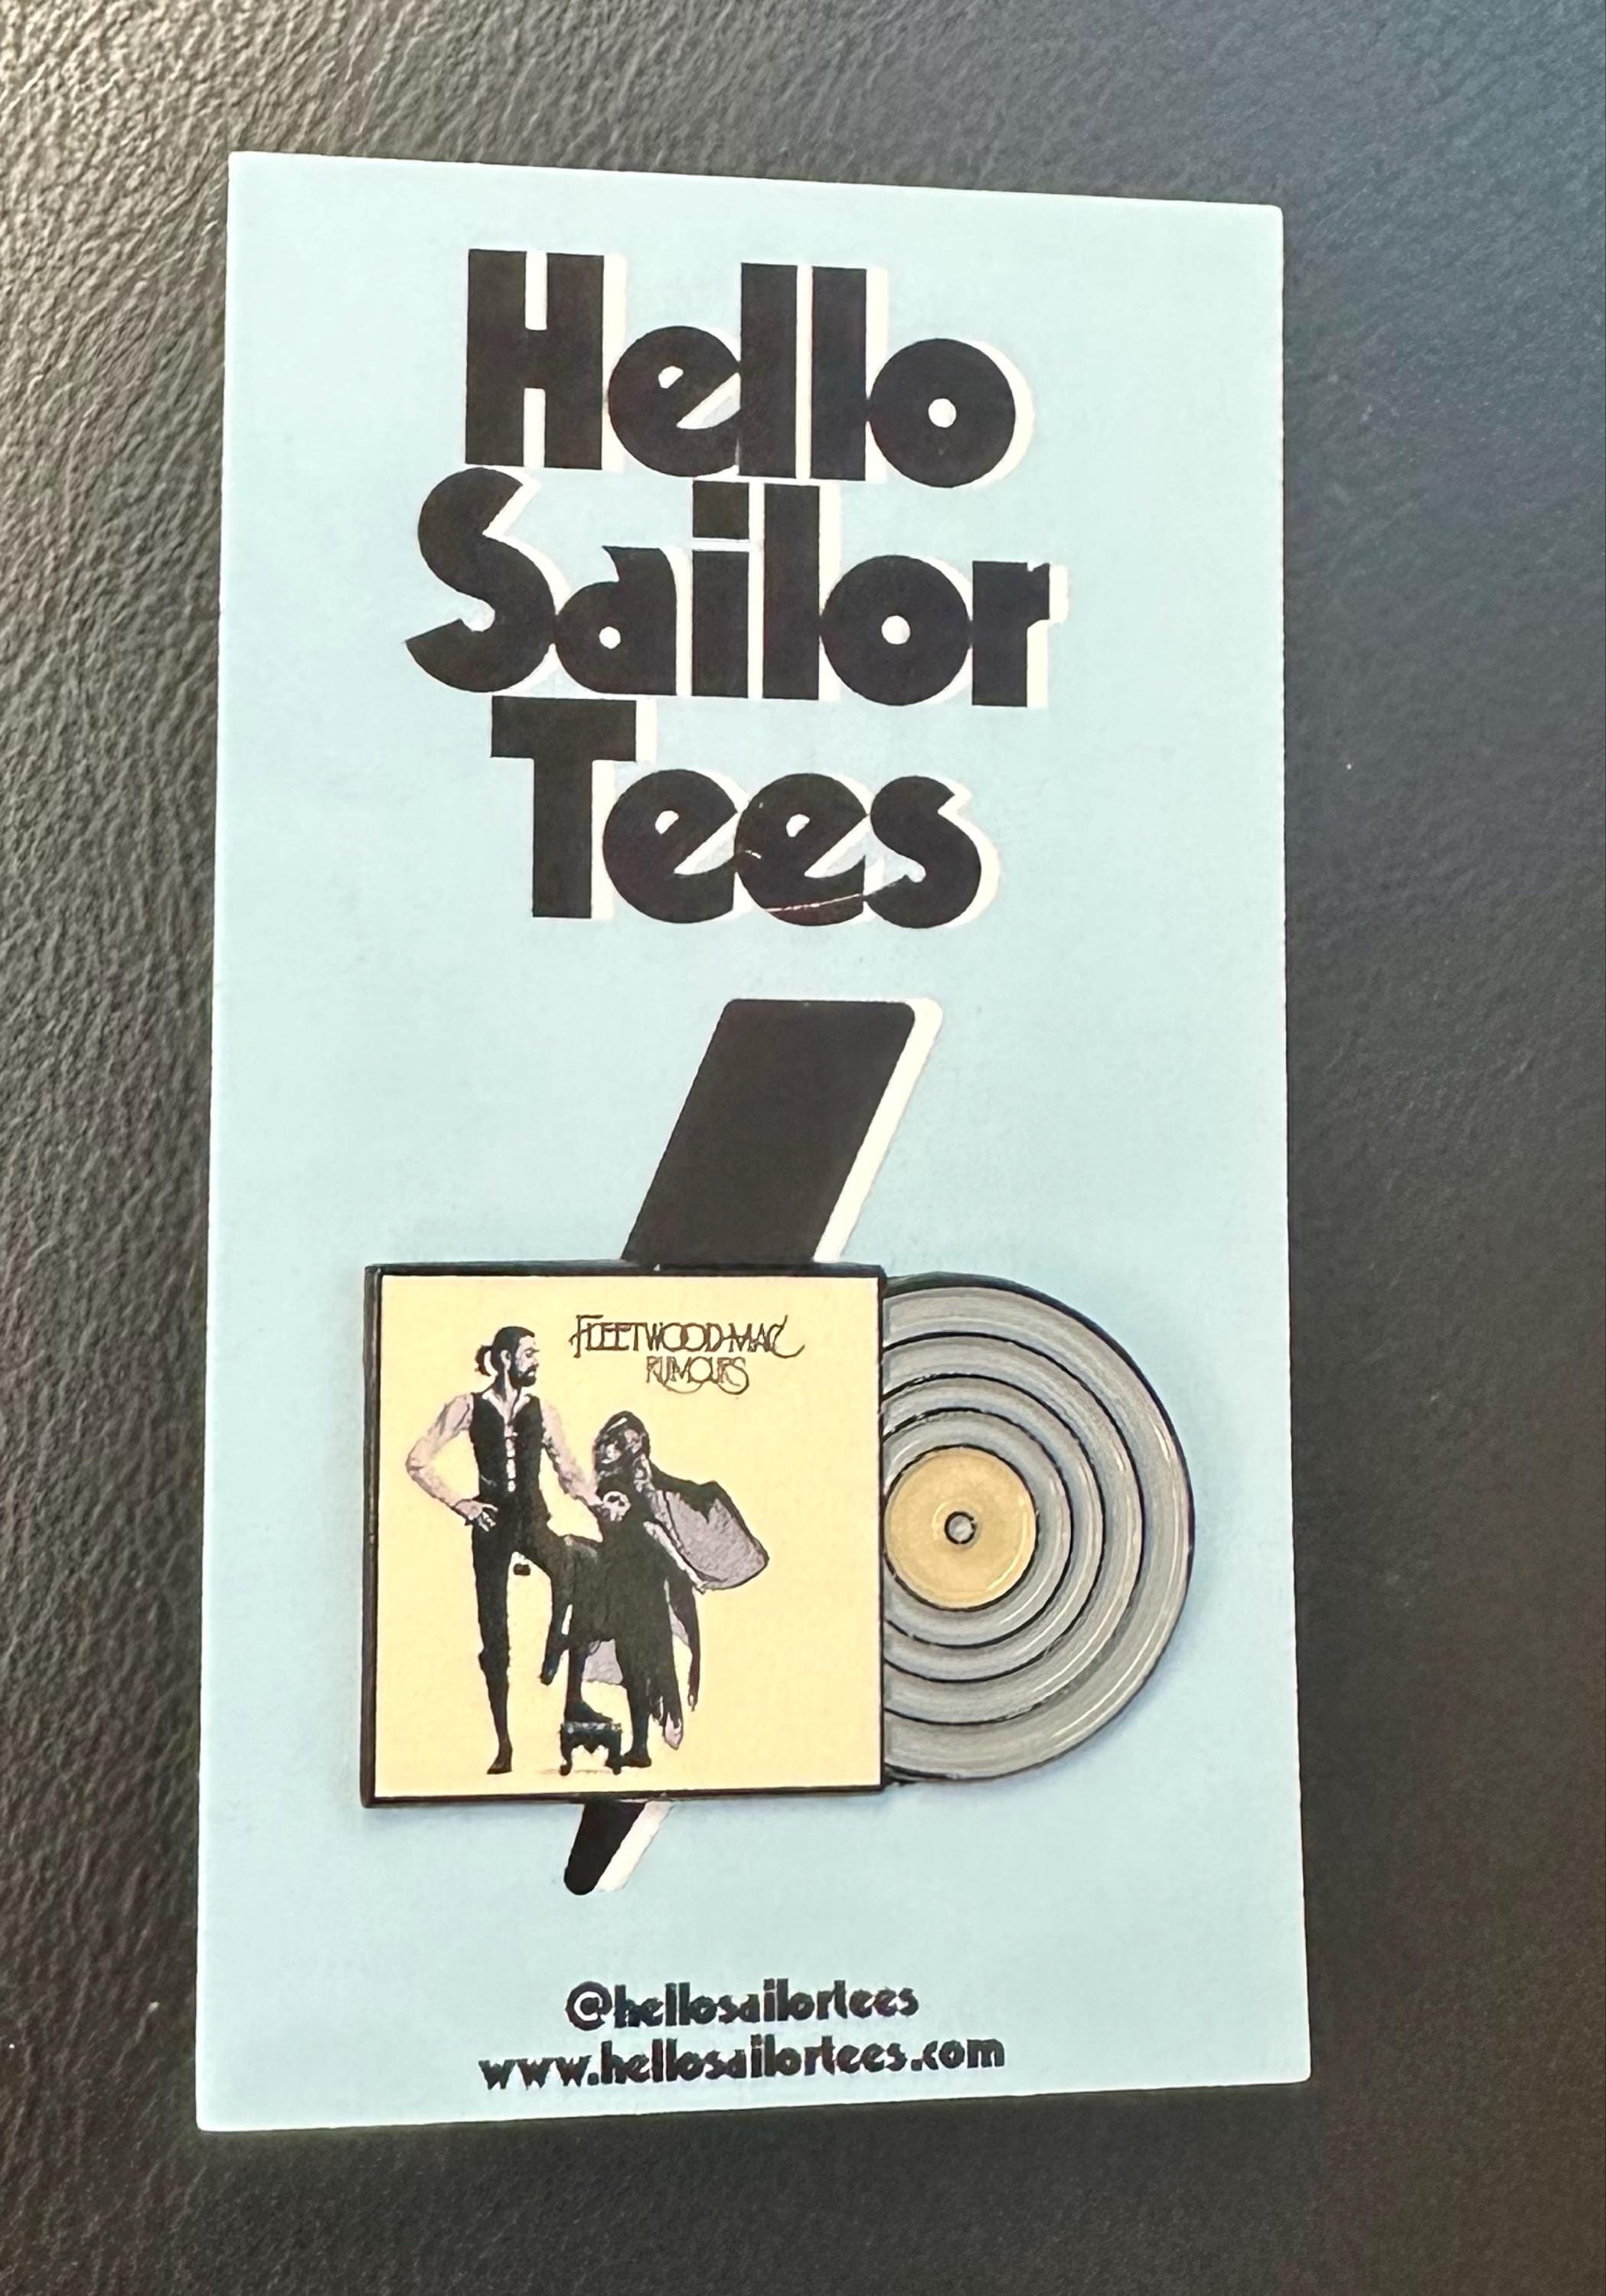 Hello
Sailor
Tees
FLEETWOOD MAC
RUMOURS
@hellosailortees
www.hellosailortees.com